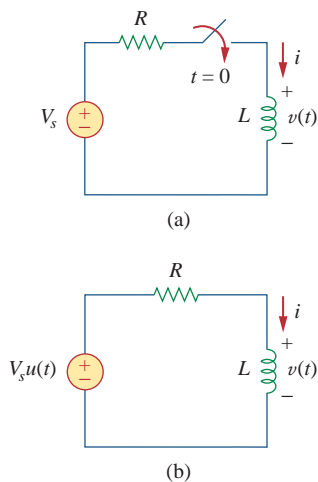 R
t = 0
i
V_s
+
−
L
+
v(t)
−
(a)
R
i
V_s u(t)
+
−
L
+
v(t)
−
(b)